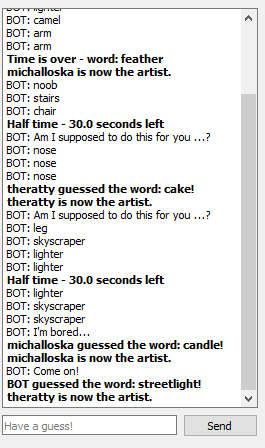 BOT: lighter
BOT: camel
BOT: arm
BOT: arm
Time is over - word: feather
michalloska is now the artist.
BOT: noob
BOT: stairs
BOT: chair
Half time - 30.0 seconds left
BOT: Am I supposed to do this for you ...?
BOT: nose
BOT: nose
BOT: nose
theratty guessed the word: cake!
theratty is now the artist.
BOT: Am I supposed to do this for you ...?
BOT: leg
BOT: skyscraper
BOT: lighter
BOT: lighter
Half time - 30.0 seconds left
BOT: lighter
BOT: skyscraper
BOT: skyscraper
BOT: I'm bored...
michalloska guessed the word: candle!
michalloska is now the artist.
BOT: Come on!
BOT guessed the word: streetlight!
theratty is now the artist.
Have a guess!
Send